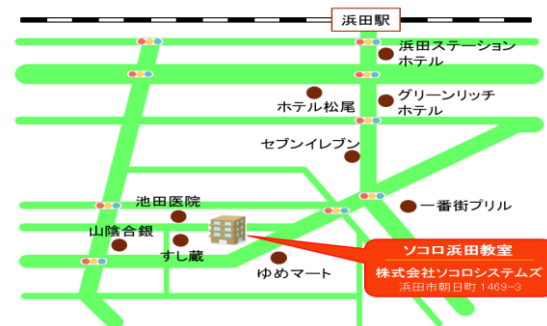 浜田駅
浜田ステーション
ホテル
グリーンリッチ
ホテル
ホテル松尾
セブンイレブン
池田医院
一番街プリル
山陰合銀
すし蔵
ゆめマート
ソコロ浜田教室
株式会社ソコロシステムズ
浜田市朝日町1469-3